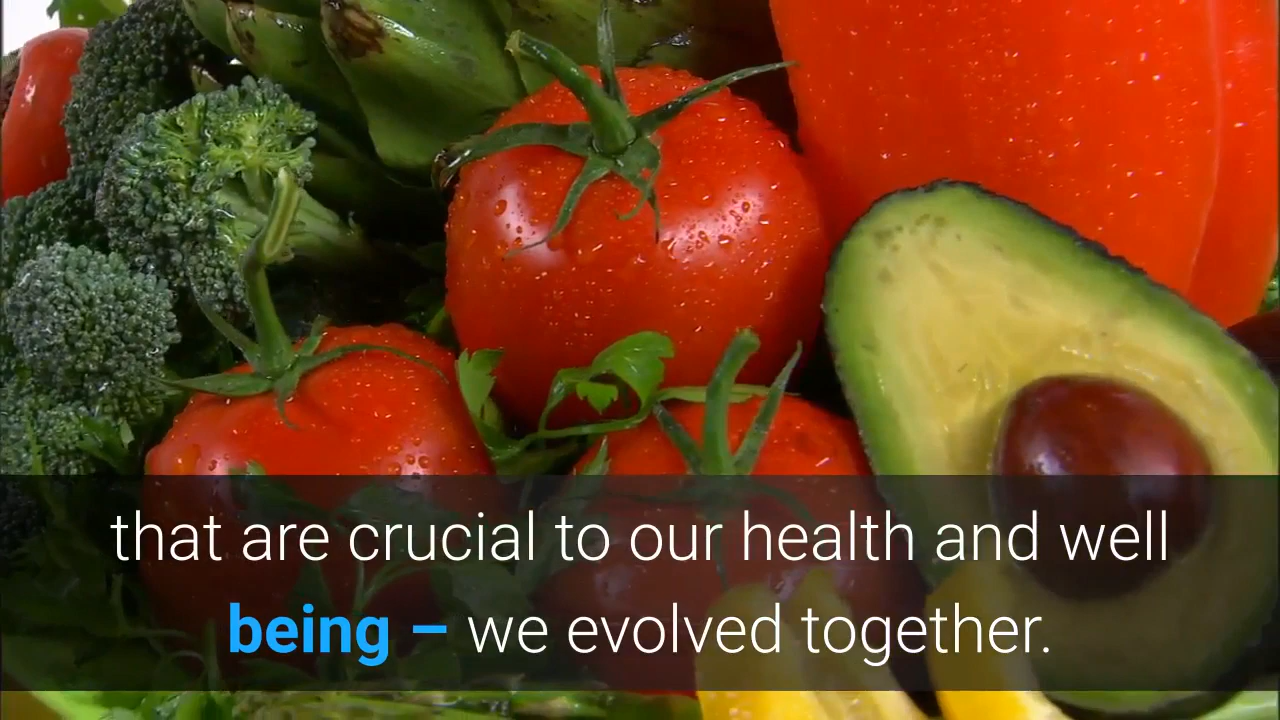 that are crucial to our health and well
being – we evolved together.